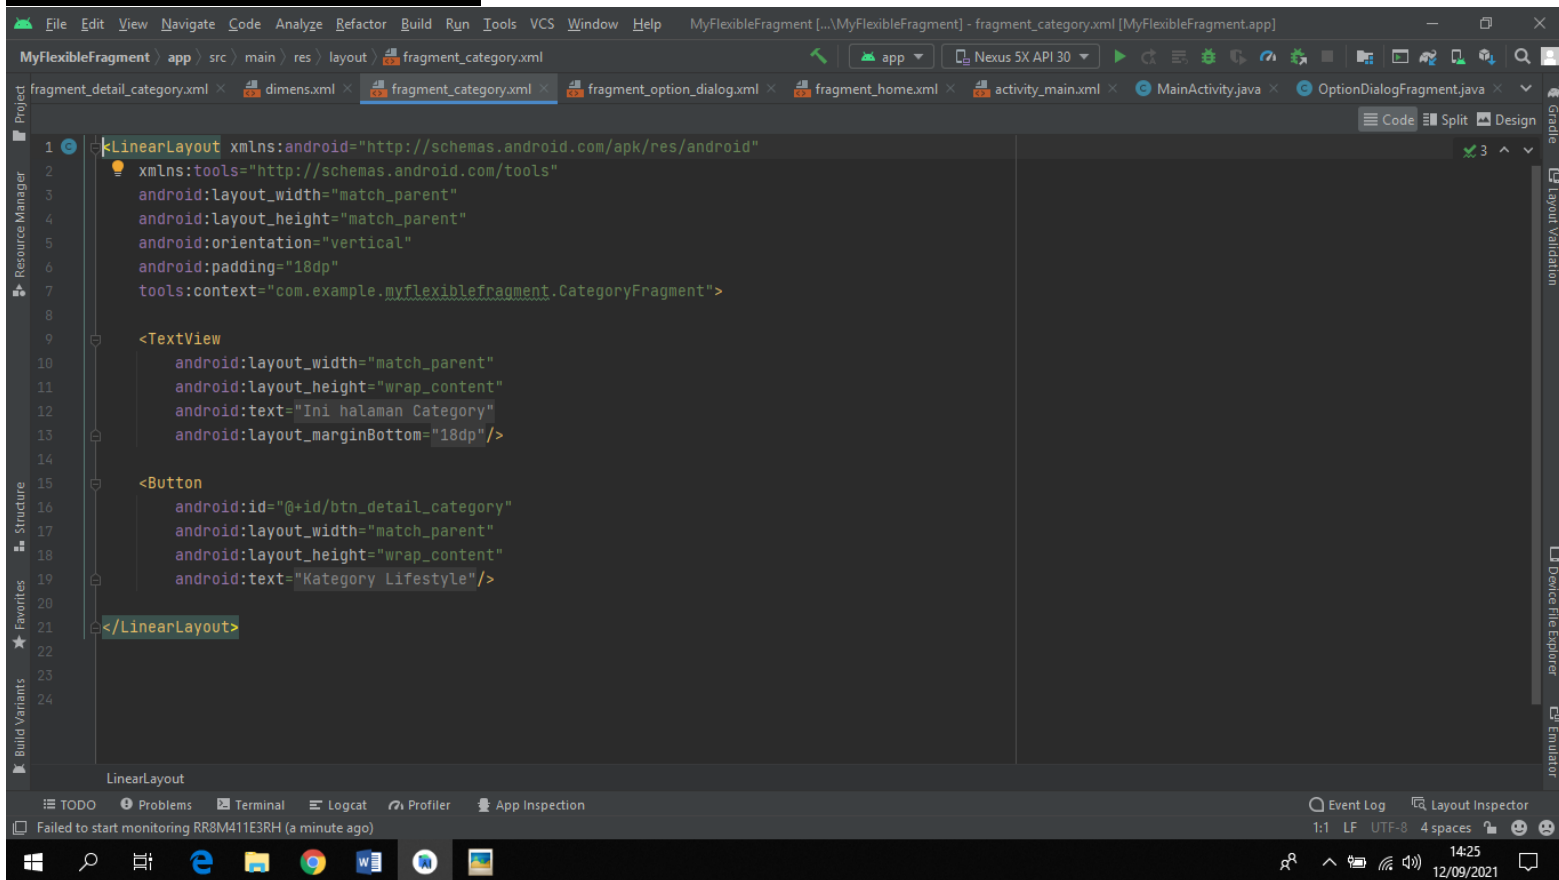 File Edit View Navigate Code Analyze Refactor Build Run Tools VCS Window Help MyFlexibleFragment [...\MyFlexibleFragment] - fragment_category.xml [MyFlexibleFragment.app]
MyFlexibleFragment app src main res layout fragment_category.xml app Nexus 5X API 30
fragment_detail_category.xml dimens.xml fragment_category.xml fragment_option_dialog.xml fragment_home.xml activity_main.xml MainActivity.java OptionDialogFragment.java
Code Split Design
Project
Resource Manager
Structure
Favorites
Build Variants
1 <LinearLayout xmlns:android="http://schemas.android.com/apk/res/android"
3
2 xmlns:tools="http://schemas.android.com/tools"
3 android:layout_width="match_parent"
4 android:layout_height="match_parent"
5 android:orientation="vertical"
6 android:padding="18dp"
7 tools:context="com.example.myflexiblefragment.CategoryFragment">
8
9 <TextView
10 android:layout_width="match_parent"
11 android:layout_height="wrap_content"
12 android:text="Ini halaman Category"
13 android:layout_marginBottom="18dp"/>
14
15 <Button
16 android:id="@+id/btn_detail_category"
17 android:layout_width="match_parent"
18 android:layout_height="wrap_content"
19 android:text="Kategory Lifestyle"/>
20
21 </LinearLayout>
22
23
24
Gradle
Layout Validation
Device File Explorer
Emulator
LinearLayout
TODO Problems Terminal Logcat Profiler App Inspection Event Log Layout Inspector
Failed to start monitoring RR8M411E3RH (a minute ago) 1:1 LF UTF-8 4 spaces
14:25
12/09/2021